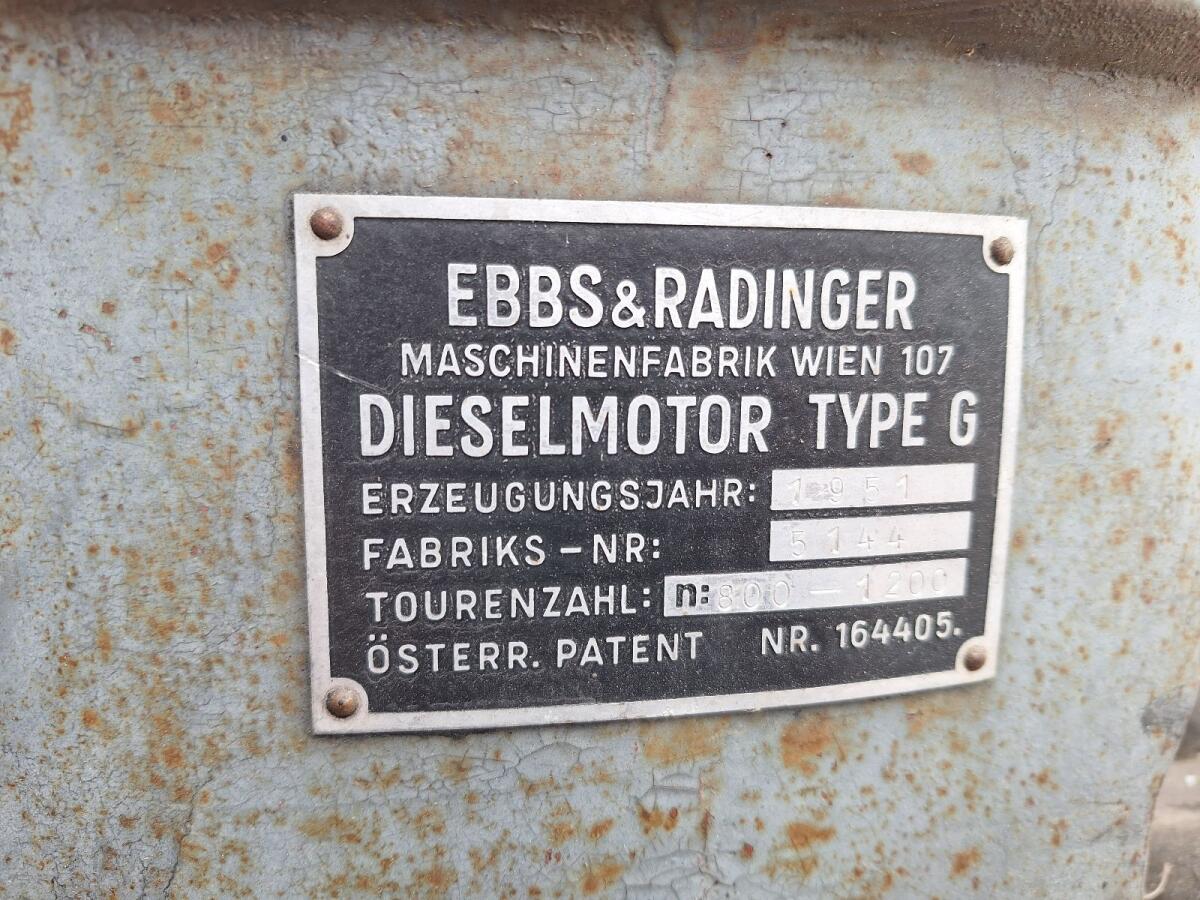 EBBS & RADINGER
MASCHINENFABRIK WIEN 107
DIESELMOTOR TYPE G
ERZEUGUNGSJAHR: 1951
FABRIKS - NR: 5144
TOURENZAHL: n: 800 - 1200
ÖSTERR. PATENT NR. 164405.